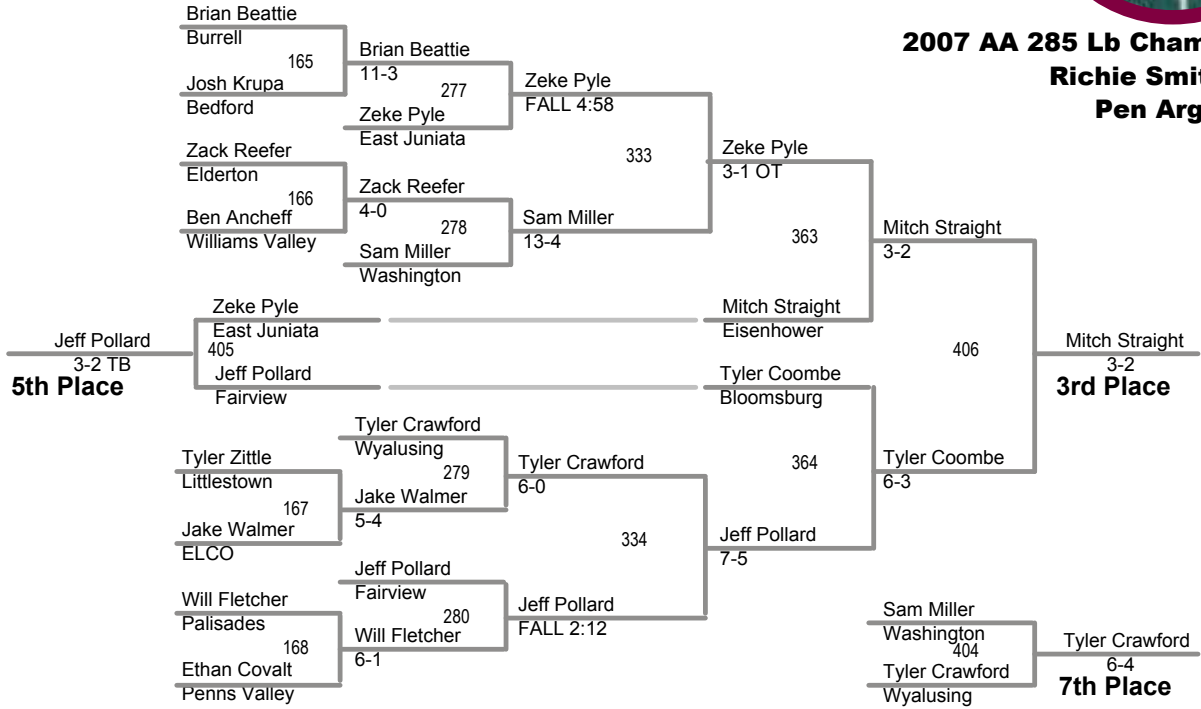 Brian Beattie
Burrell
165
Josh Krupa
Bedford
Brian Beattie
11-3
277
Zeke Pyle
East Juniata
Zeke Pyle
FALL 4:58
2007 AA 285 Lb Cham
Richie Smit
Pen Arg
Zack Reefer
Elderton
166
Ben Ancheff
Williams Valley
Zack Reefer
4-0
278
Sam Miller
Washington
Sam Miller
13-4
333
Zeke Pyle
3-1 OT
363
Mitch Straight
3-2
Zeke Pyle
East Juniata
405
Jeff Pollard
Fairview
Jeff Pollard
3-2 TB
5th Place
Mitch Straight
Eisenhower
406
Mitch Straight
3-2
3rd Place
Tyler Coombe
Bloomsburg
364
Tyler Coombe
6-3
Tyler Crawford
Wyalusing
279
Tyler Zittle
Littlestown
167
Jake Walmer
ELCO
Jake Walmer
5-4
Tyler Crawford
6-0
334
Jeff Pollard
7-5
Jeff Pollard
Fairview
280
Will Fletcher
Palisades
168
Ethan Covalt
Penns Valley
Will Fletcher
6-1
Jeff Pollard
FALL 2:12
Sam Miller
Washington
404
Tyler Crawford
Wyalusing
Tyler Crawford
6-4
7th Place